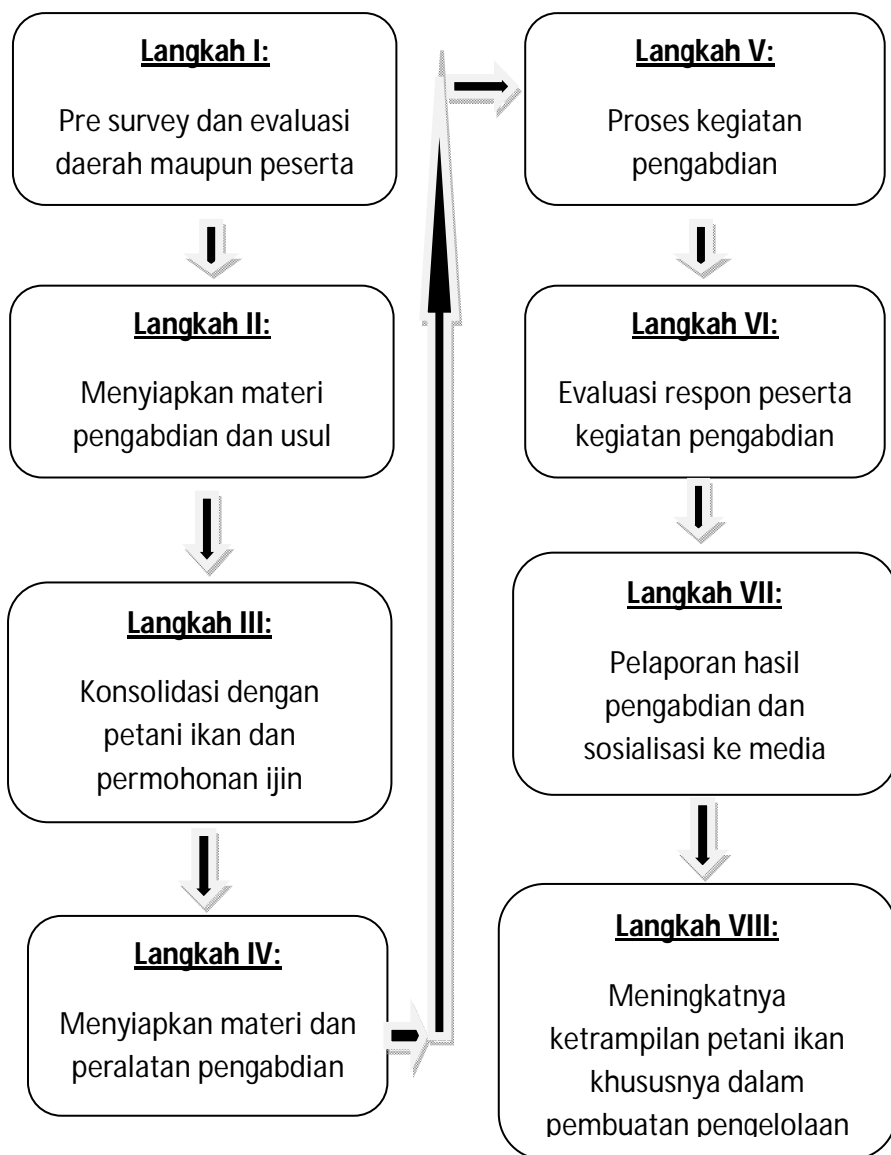 Langkah I:
Pre survey dan evaluasi
daerah maupun peserta
Langkah II:
Menyiapkan materi
pengabdian dan usul
Langkah III:
Konsolidasi dengan
petani ikan dan
permohonan ijin
Langkah IV:
Menyiapkan materi dan
peralatan pengabdian
Langkah V:
Proses kegiatan
pengabdian
Langkah VI:
Evaluasi respon peserta
kegiatan pengabdian
Langkah VII:
Pelaporan hasil
pengabdian dan
sosialisasi ke media
Langkah VIII:
Meningkatnya
ketrampilan petani ikan
khususnya dalam
pembuatan pengelolaan